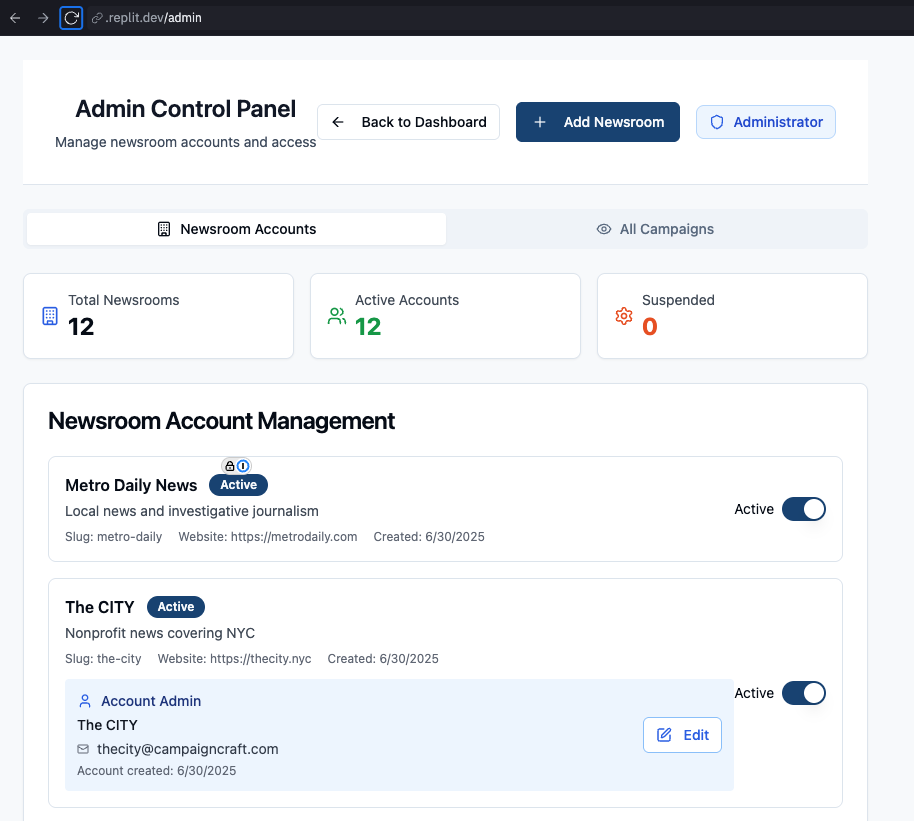 .replit.dev/admin
Admin Control Panel
Manage newsroom accounts and access
Back to Dashboard
Add Newsroom
Administrator
Newsroom Accounts
All Campaigns
Total Newsrooms
12
Active Accounts
12
Suspended
0
Newsroom Account Management
Metro Daily News Active
Local news and investigative journalism
Slug: metro-daily Website: https://metrodaily.com Created: 6/30/2025
Active
The CITY Active
Nonprofit news covering NYC
Slug: the-city Website: https://thecity.nyc Created: 6/30/2025
Account Admin
The CITY
thecity@campaigncraft.com
Account created: 6/30/2025
Edit
Active